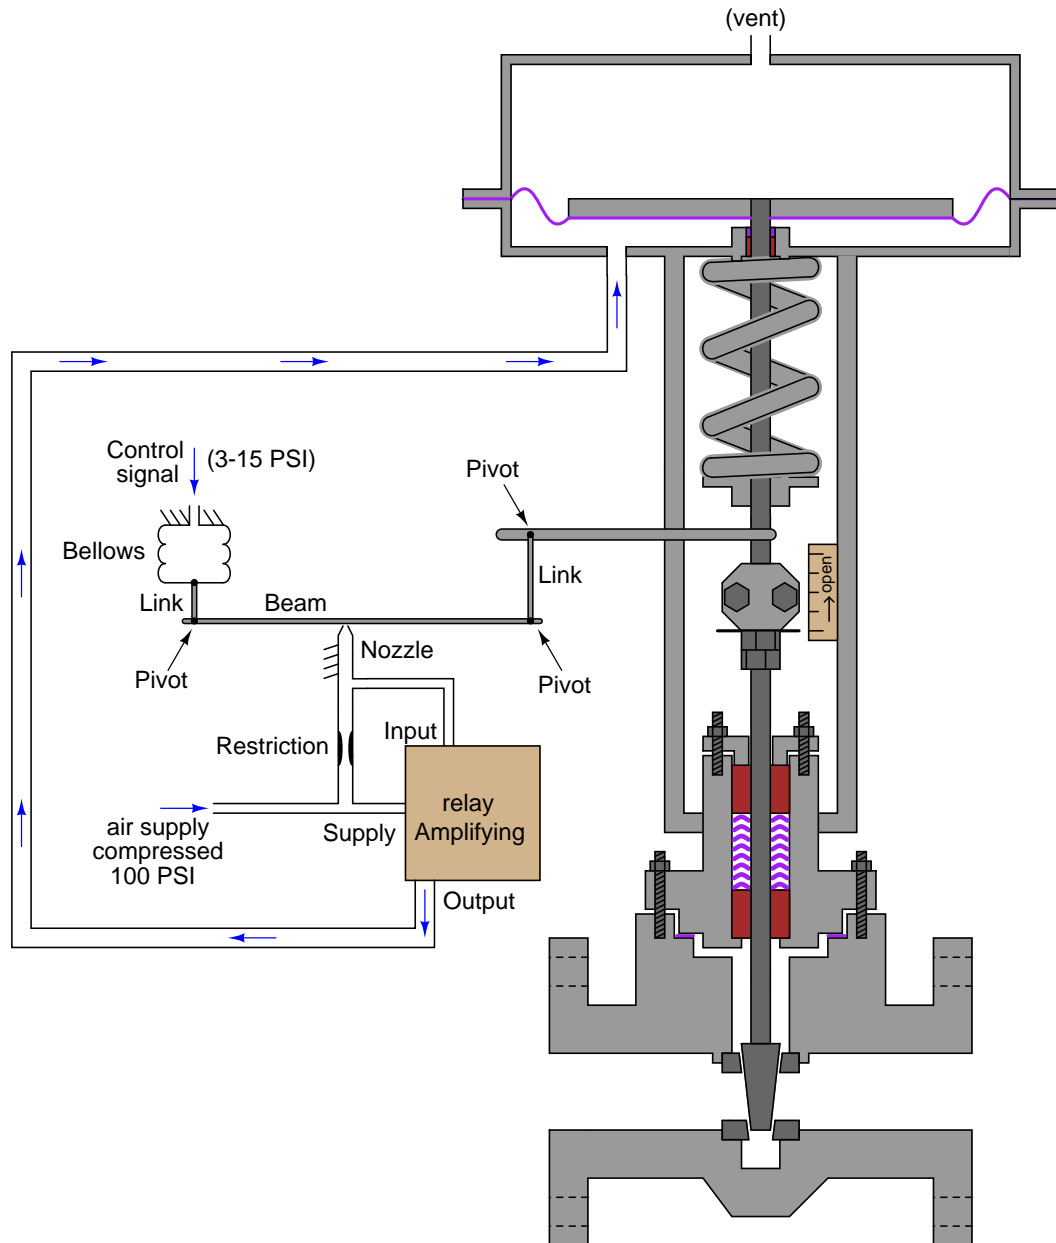 (vent)
Control
signal
(3-15 PSI)
Pivot
Bellows
Link
Link
open
Beam
Nozzle
Pivot
Pivot
Restriction
Input
relay
Amplifying
air supply
compressed
100 PSI
Supply
Output